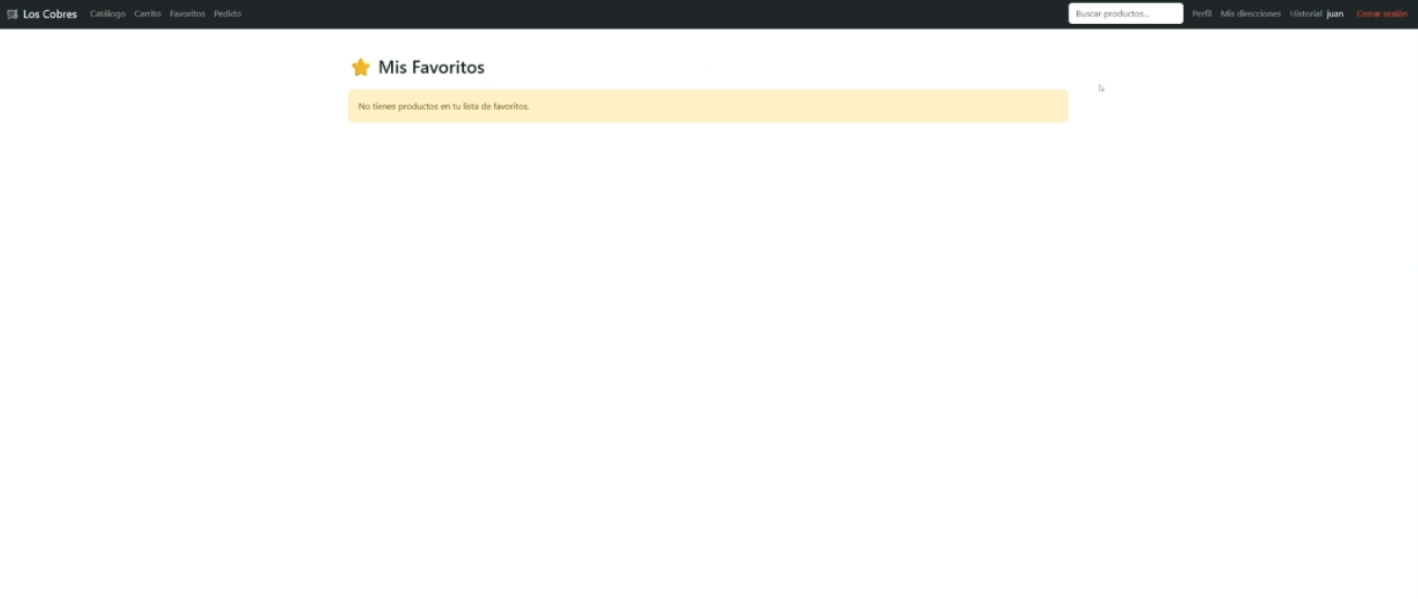 Los Cobres Catálogo Carrito Favoritos Pedido Buscar productos... Perfil Mis direcciones Historial juan Cerrar sesión
Mis Favoritos
No tienes productos en tu lista de favoritos.